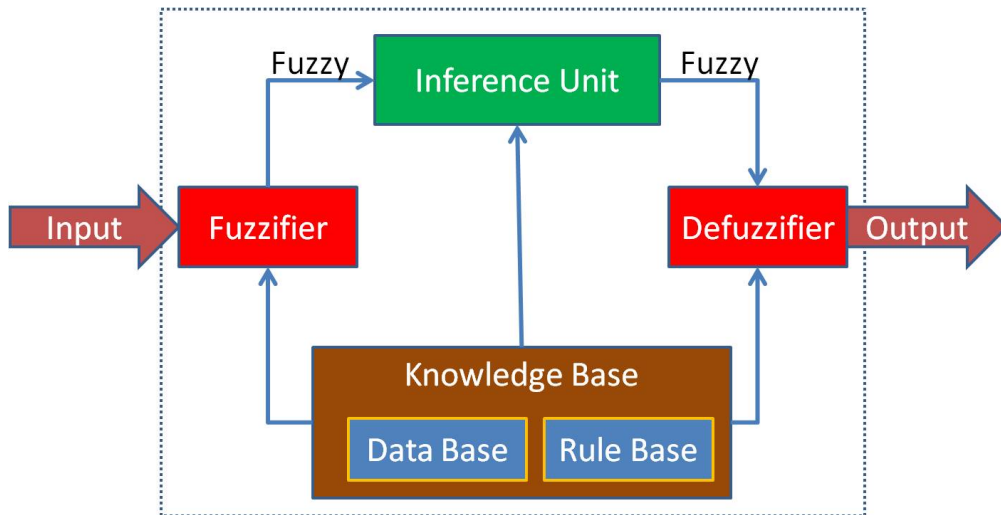 Fuzzy
Inference Unit
Fuzzy
Input
Fuzzifier
Defuzzifier
Output
Knowledge Base
Data Base
Rule Base